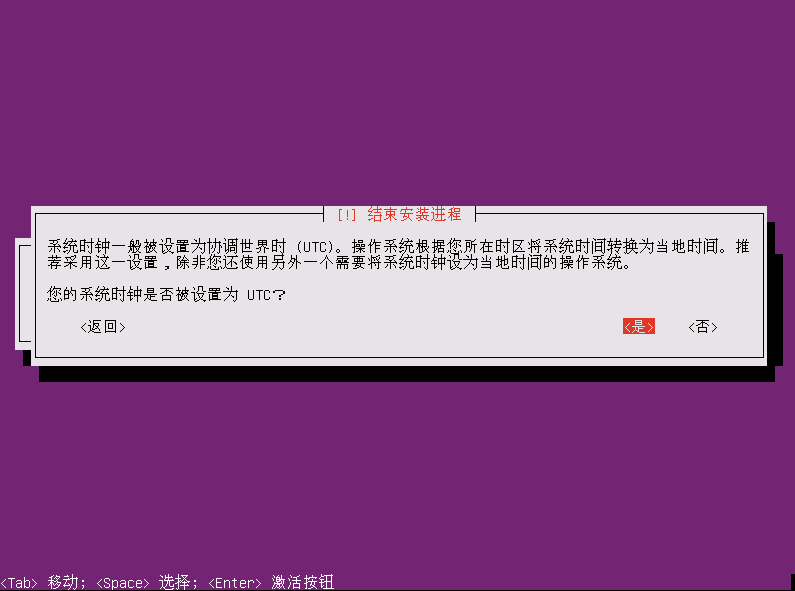 [!] 结束安装进程
系统时钟一般被设置为协调世界时 (UTC)。操作系统根据您所在时区将系统时间转换为当地时间。推
荐采用这一设置，除非您还使用另外一个需要将系统时钟设为当地时间的操作系统。
您的系统时钟是否被设置为 UTC？
<返回> <是> <否>
<Tab> 移动; <Space> 选择; <Enter> 激活按钮